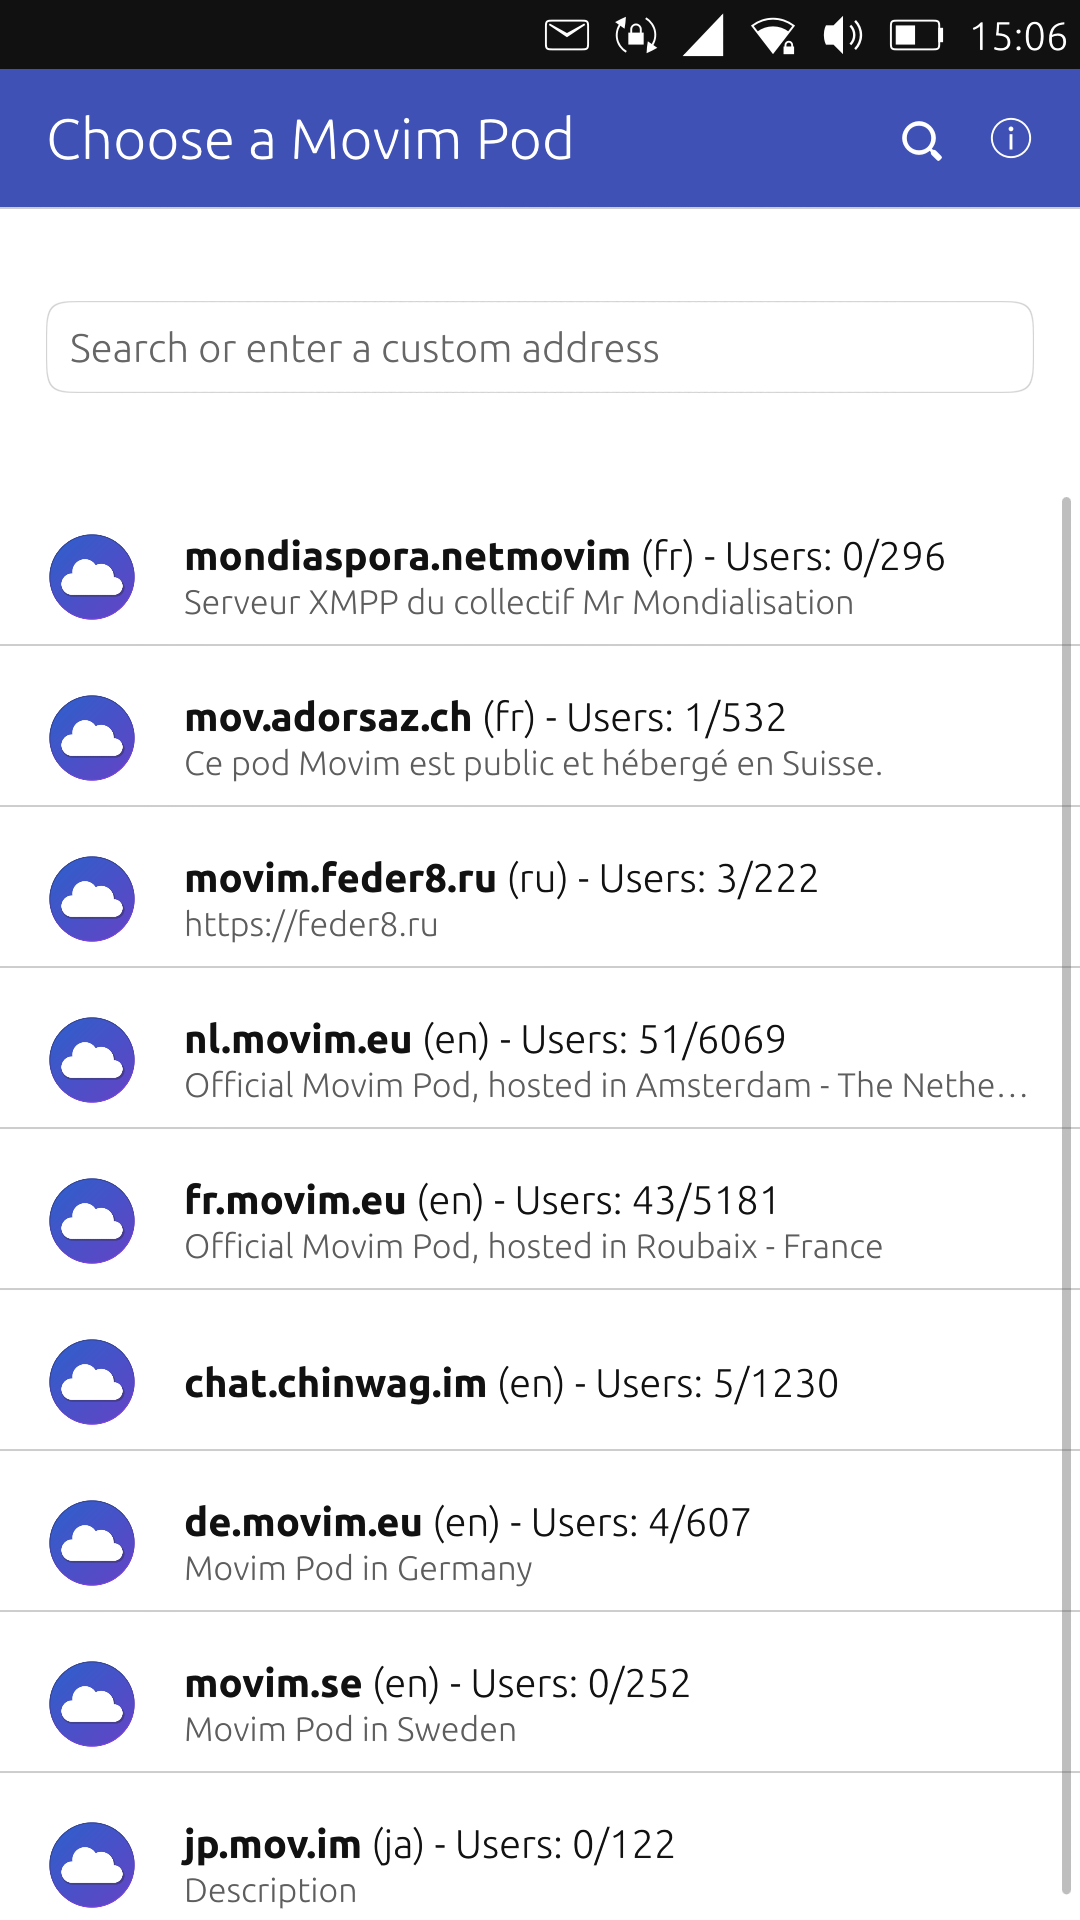 15:06
Choose a Movim Pod
Search or enter a custom address
mondiaspora.netmovim (fr) - Users: 0/296
Serveur XMPP du collectif Mr Mondialisation
mov.adorsaz.ch (fr) - Users: 1/532
Ce pod Movim est public et hébergé en Suisse.
movim.feder8.ru (ru) - Users: 3/222
https://feder8.ru
nl.movim.eu (en) - Users: 51/6069
Official Movim Pod, hosted in Amsterdam - The Nethe...
fr.movim.eu (en) - Users: 43/5181
Official Movim Pod, hosted in Roubaix - France
chat.chinwag.im (en) - Users: 5/1230
de.movim.eu (en) - Users: 4/607
Movim Pod in Germany
movim.se (en) - Users: 0/252
Movim Pod in Sweden
jp.mov.im (ja) - Users: 0/122
Description